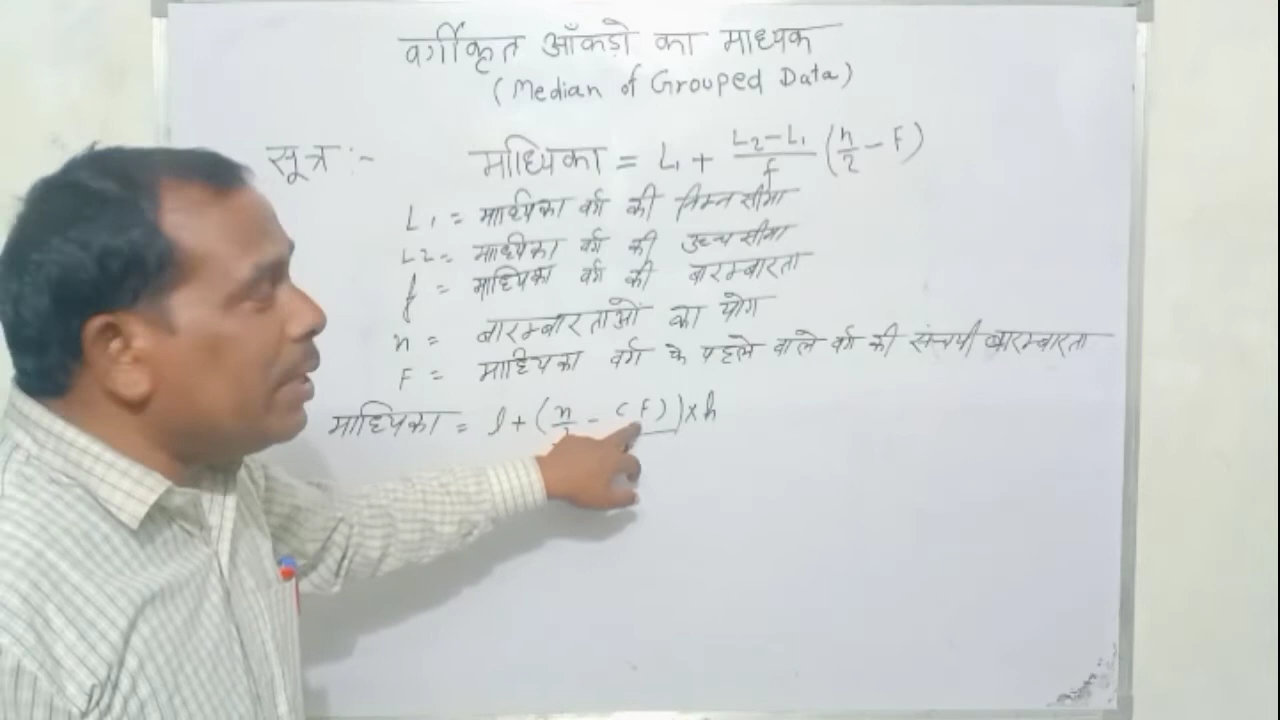 वर्गीकृत आँकड़ो का माध्यक
(Median of Grouped Data)
सूत्र :- माध्यिका = L₁ + (L₂-L₁)/f (n/2 - F)
L₁ = माध्यिका वर्ग की निम्न सीमा
L₂ = माध्यिका वर्ग की उच्च सीमा
f = माध्यिका वर्ग की बारम्बारता
n = बारम्बारताओं का योग
F = माध्यिका वर्ग के पहले वाले वर्ग की संचयी बारम्बारता
माध्यिका = l + (n/ - CF) × h